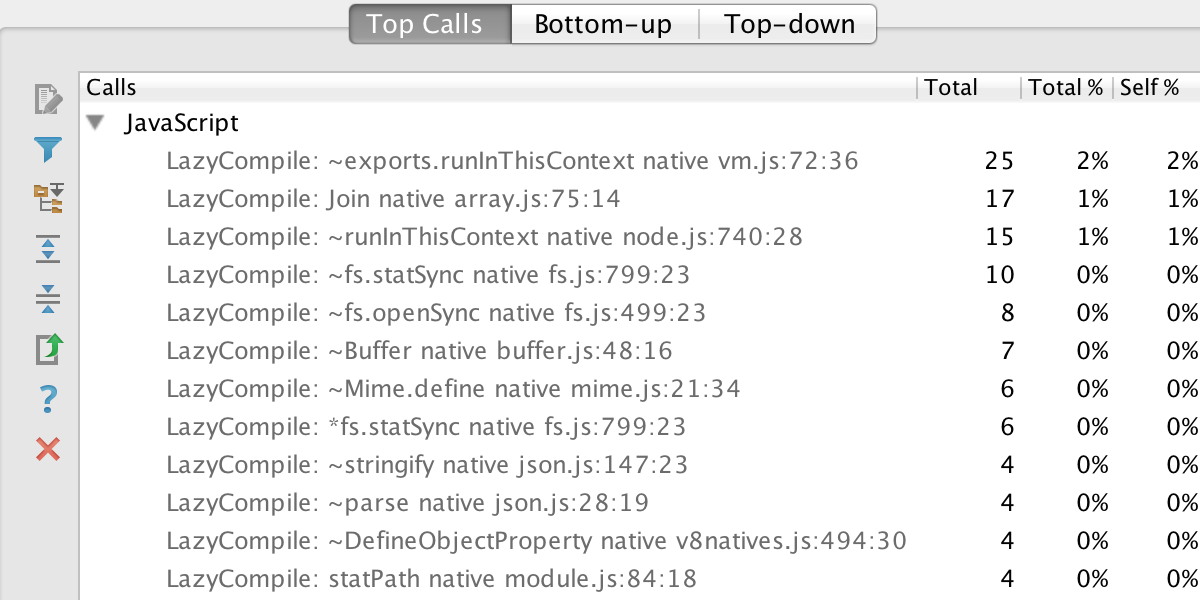 Top Calls Bottom-up Top-down
Calls Total Total % Self %
JavaScript
LazyCompile: ~exports.runInThisContext native vm.js:72:36 25 2% 2%
LazyCompile: Join native array.js:75:14 17 1% 1%
LazyCompile: ~runInThisContext native node.js:740:28 15 1% 1%
LazyCompile: ~fs.statSync native fs.js:799:23 10 0% 0%
LazyCompile: ~fs.openSync native fs.js:499:23 8 0% 0%
LazyCompile: ~Buffer native buffer.js:48:16 7 0% 0%
LazyCompile: ~Mime.define native mime.js:21:34 6 0% 0%
LazyCompile: *fs.statSync native fs.js:799:23 6 0% 0%
LazyCompile: ~stringify native json.js:147:23 4 0% 0%
LazyCompile: ~parse native json.js:28:19 4 0% 0%
LazyCompile: ~DefineObjectProperty native v8natives.js:494:30 4 0% 0%
LazyCompile: statPath native module.js:84:18 4 0% 0%